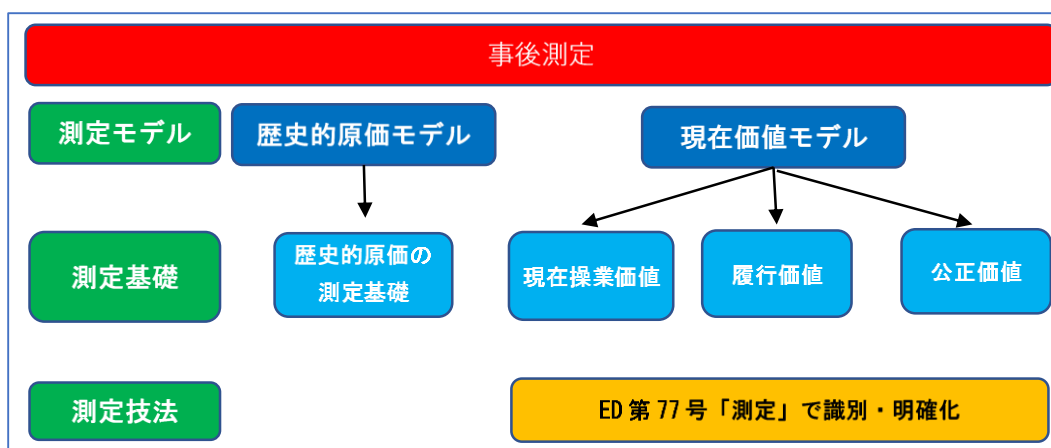 事後測定
測定モデル
歴史的原価モデル
現在価値モデル
測定基礎
歴史的原価の
測定基礎
現在操業価値
履行価値
公正価値
測定技法
ED 第 77 号「測定」で識別・明確化